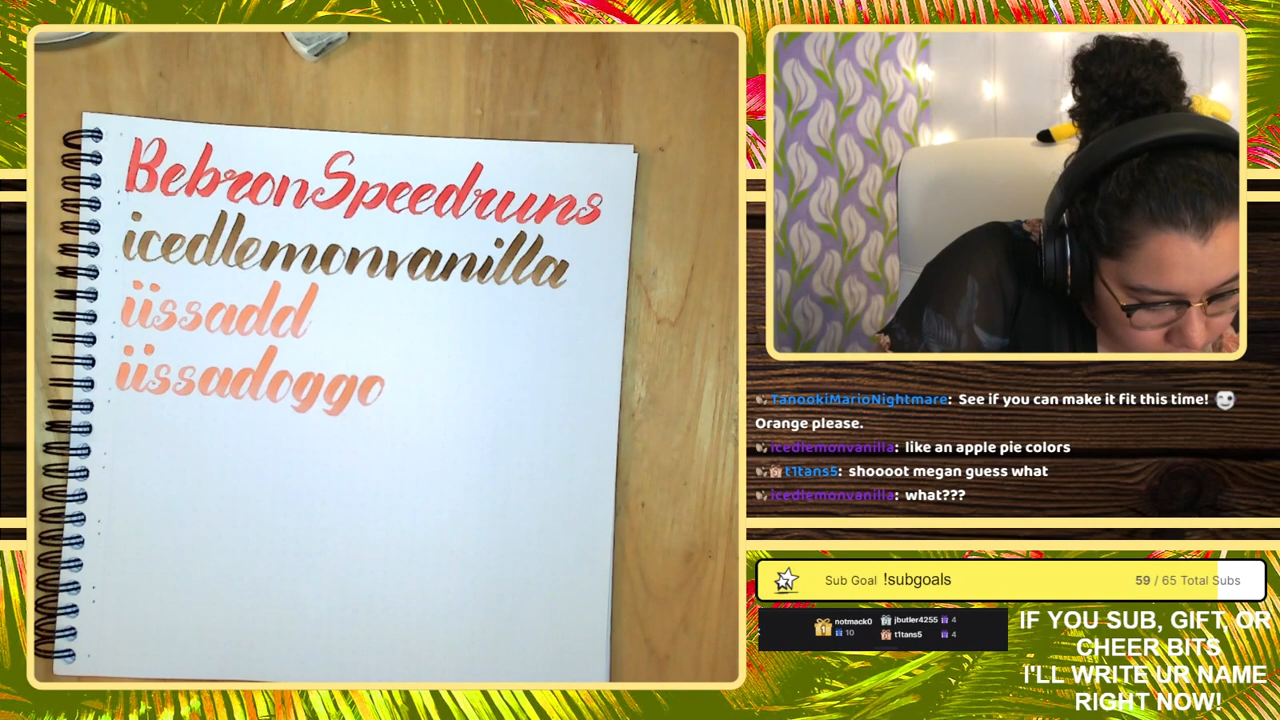 BebronSpeedruns
icedlemonvanilla
iissadd
iissadoggo
TanookiMarioNightmare: See if you can make it fit this time!
Orange please.
icedlemonvanilla: like an apple pie colors
t1tans5: shoooot megan guess what
icedlemonvanilla: what???
Sub Goal !subgoals 59 / 65 Total Subs
notmack0 10
jbutler4255 4
t1tans5 4
IF YOU SUB, GIFT, OR
CHEER BITS
I'LL WRITE UR NAME
RIGHT NOW!